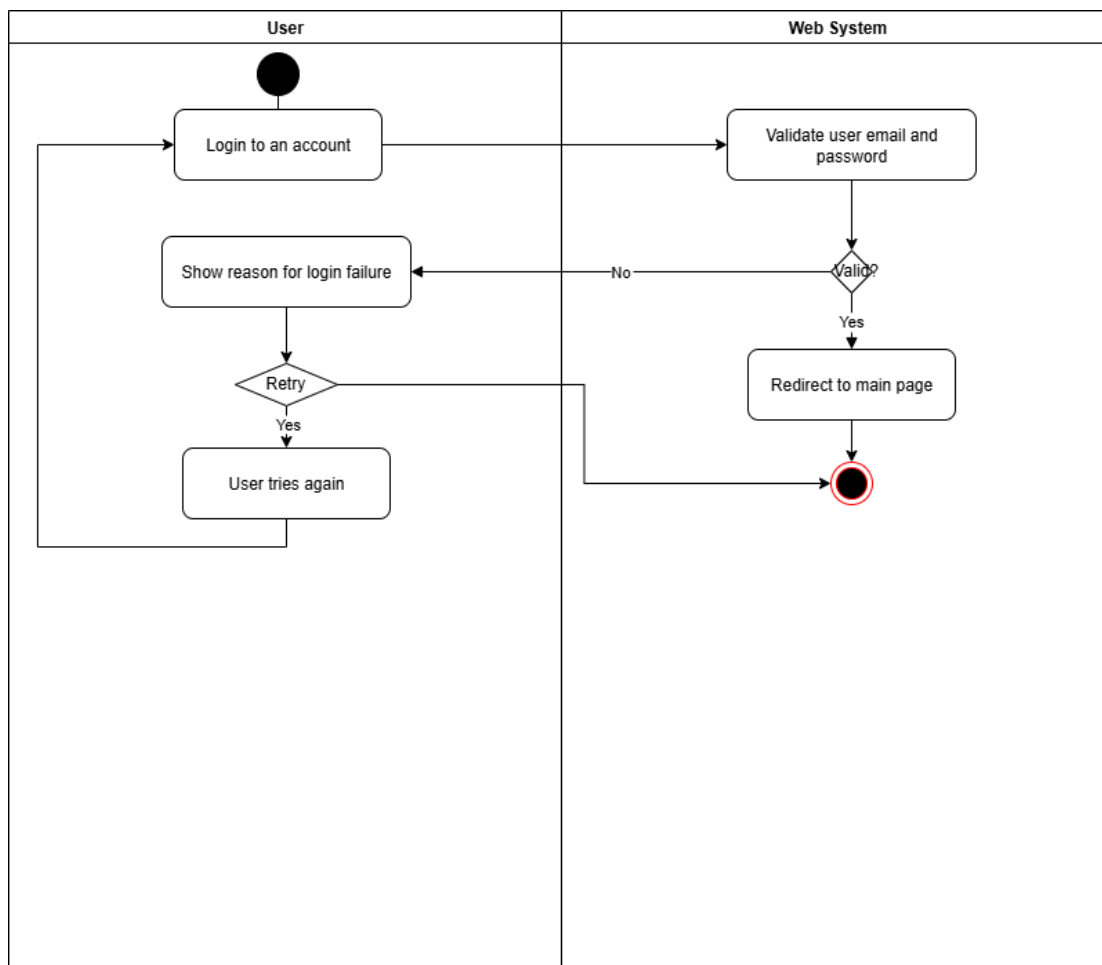 User
Web System
Login to an account
Validate user email and
password
Show reason for login failure
No
Valid?
Yes
Retry
Redirect to main page
Yes
User tries again